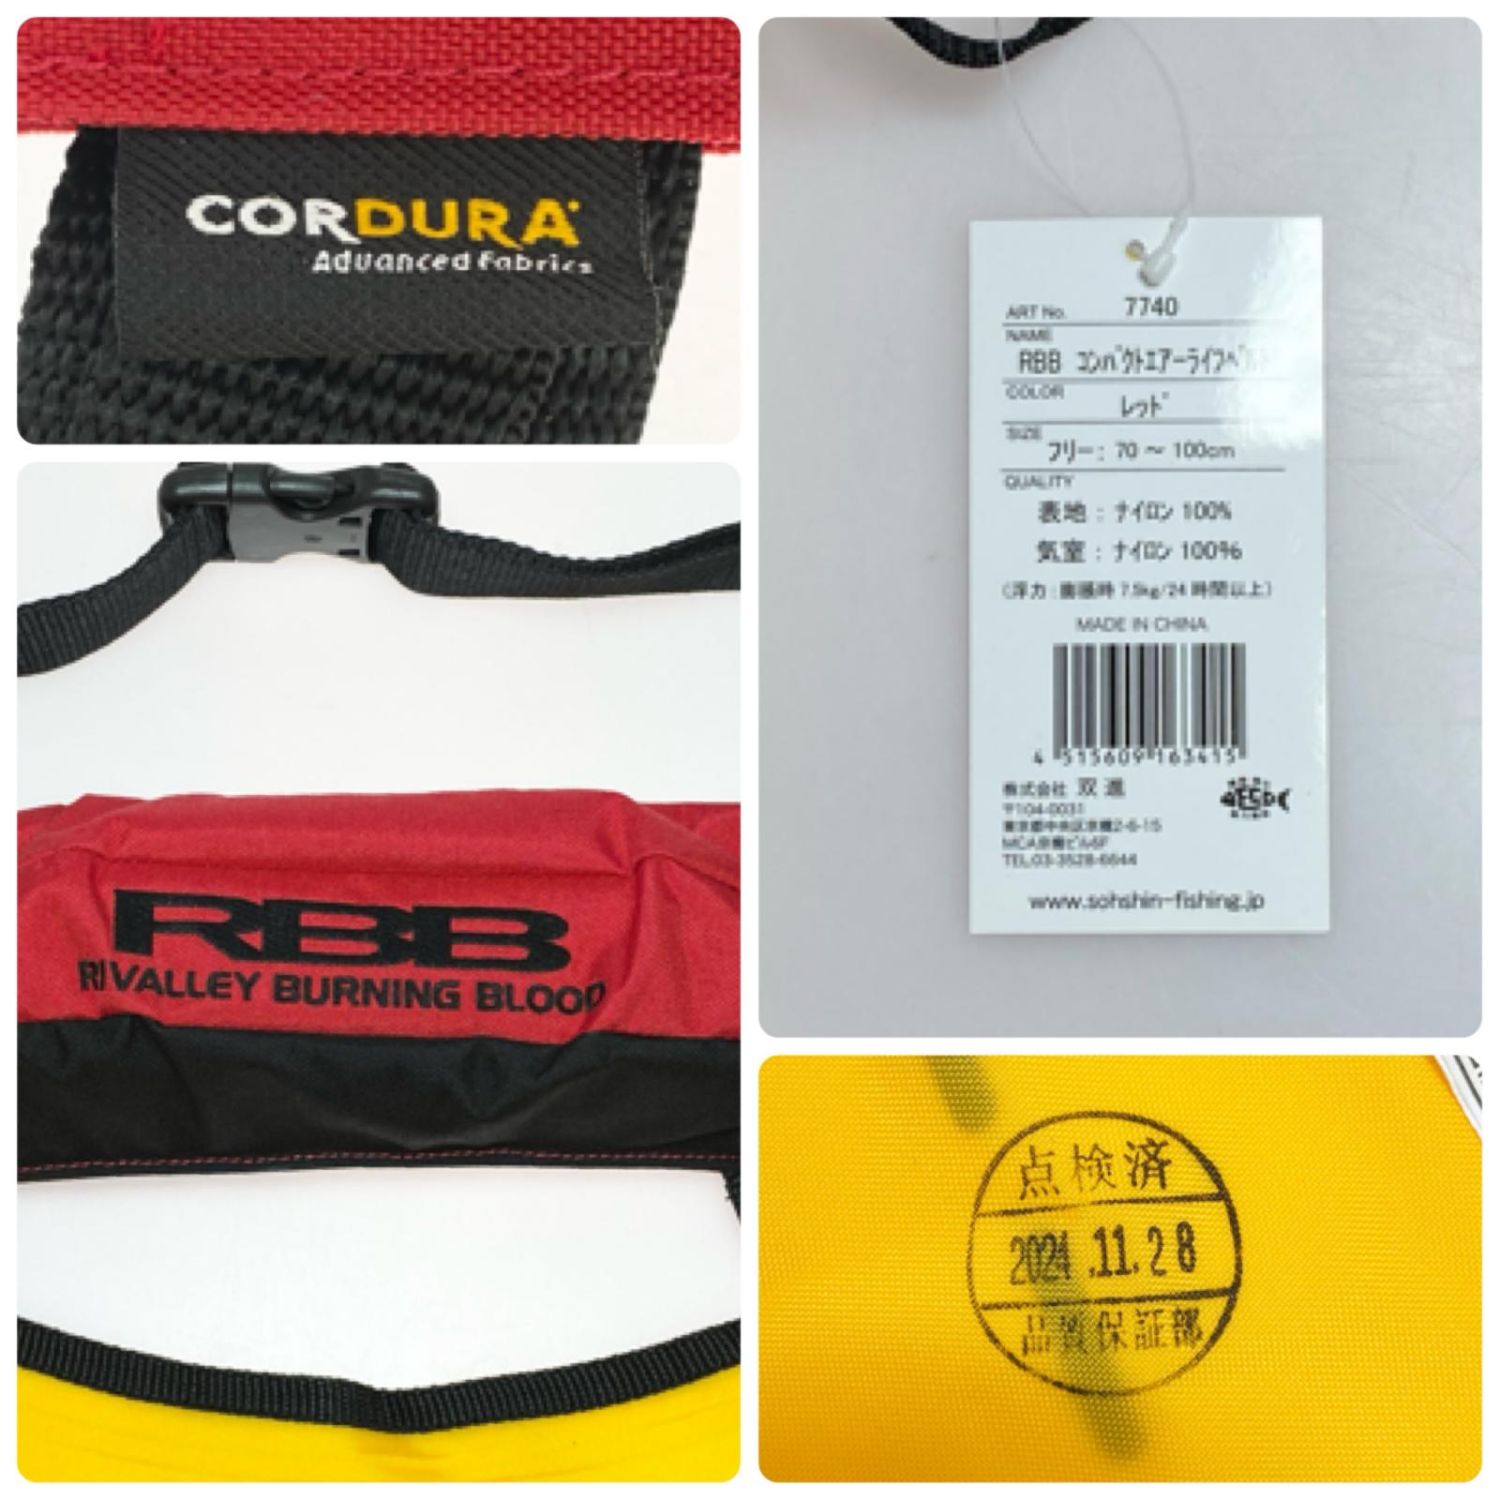 CORDURA
Advanced Fabrics
RBB
RIVALLEY BURNING BLOOD
ART No. 7740
NAME
RBB コンパクトエアーライフベルト
COLOR
レッド
SIZE
フリー: 70 ~ 100cm
QUALITY
表地 : ナイロン 100%
気室 : ナイロン 100%
(浮力 : 膨張時 7.5kg/24 時間以上)
MADE IN CHINA
4 515609 163415
株式会社 双進
〒104-0031
東京都中央区京橋2-6-15
MCA京橋ビル6F
TEL.03-3528-6644
www.sohshin-fishing.jp
点検済
2024.11.28
品質保証部